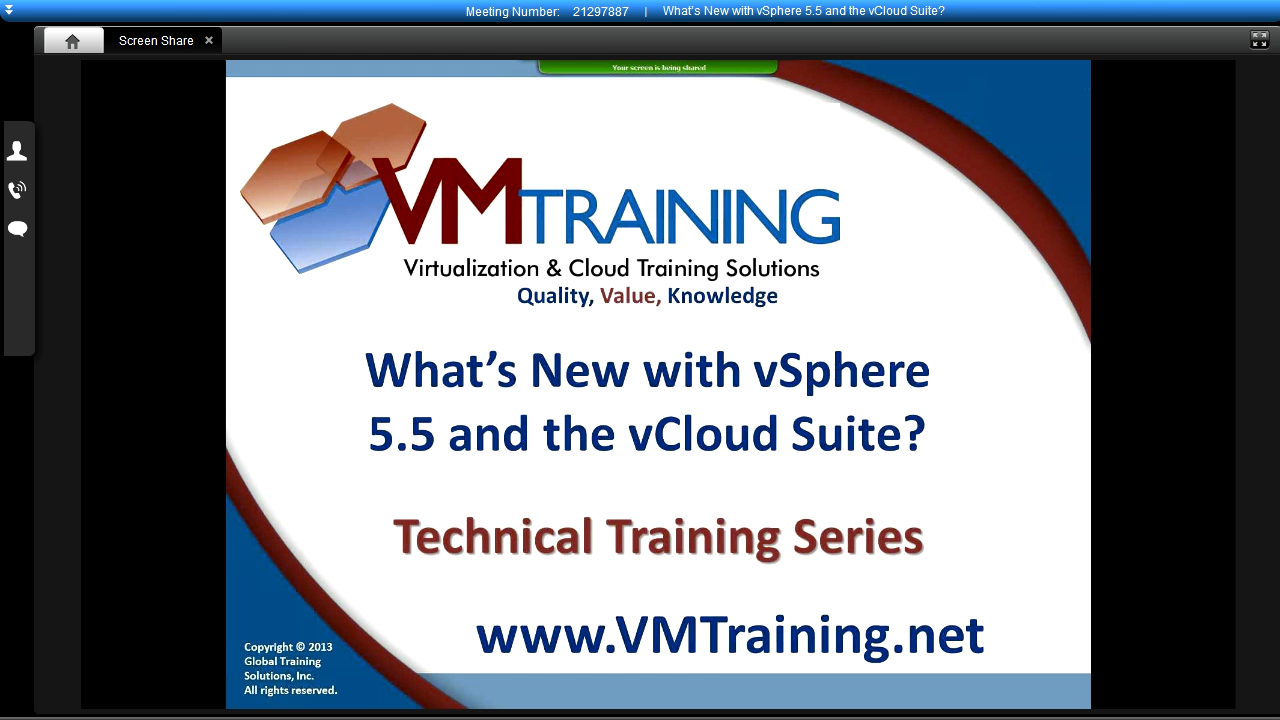 Meeting Number: 21297887 | What's New with vSphere 5.5 and the vCloud Suite?
Screen Share
Your screen is being shared
VMTRAINING
Virtualization & Cloud Training Solutions
Quality, Value, Knowledge
What’s New with vSphere
5.5 and the vCloud Suite?
Technical Training Series
www.VMTraining.net
Copyright © 2013
Global Training
Solutions, Inc.
All rights reserved.